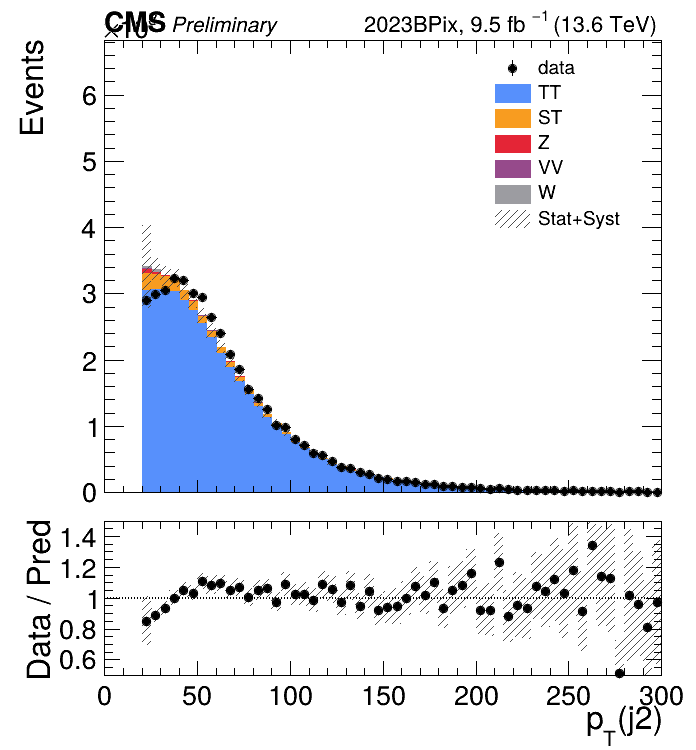 CMS Preliminary 2023BPix, 9.5 fb⁻¹ (13.6 TeV)
Events
6
5
4
3
2
1
0
data
TT
ST
Z
VV
W
Stat+Syst
Data / Pred
1.4
1.2
1
0.8
0.6
0 50 100 150 200 250 300
p_T(j2)